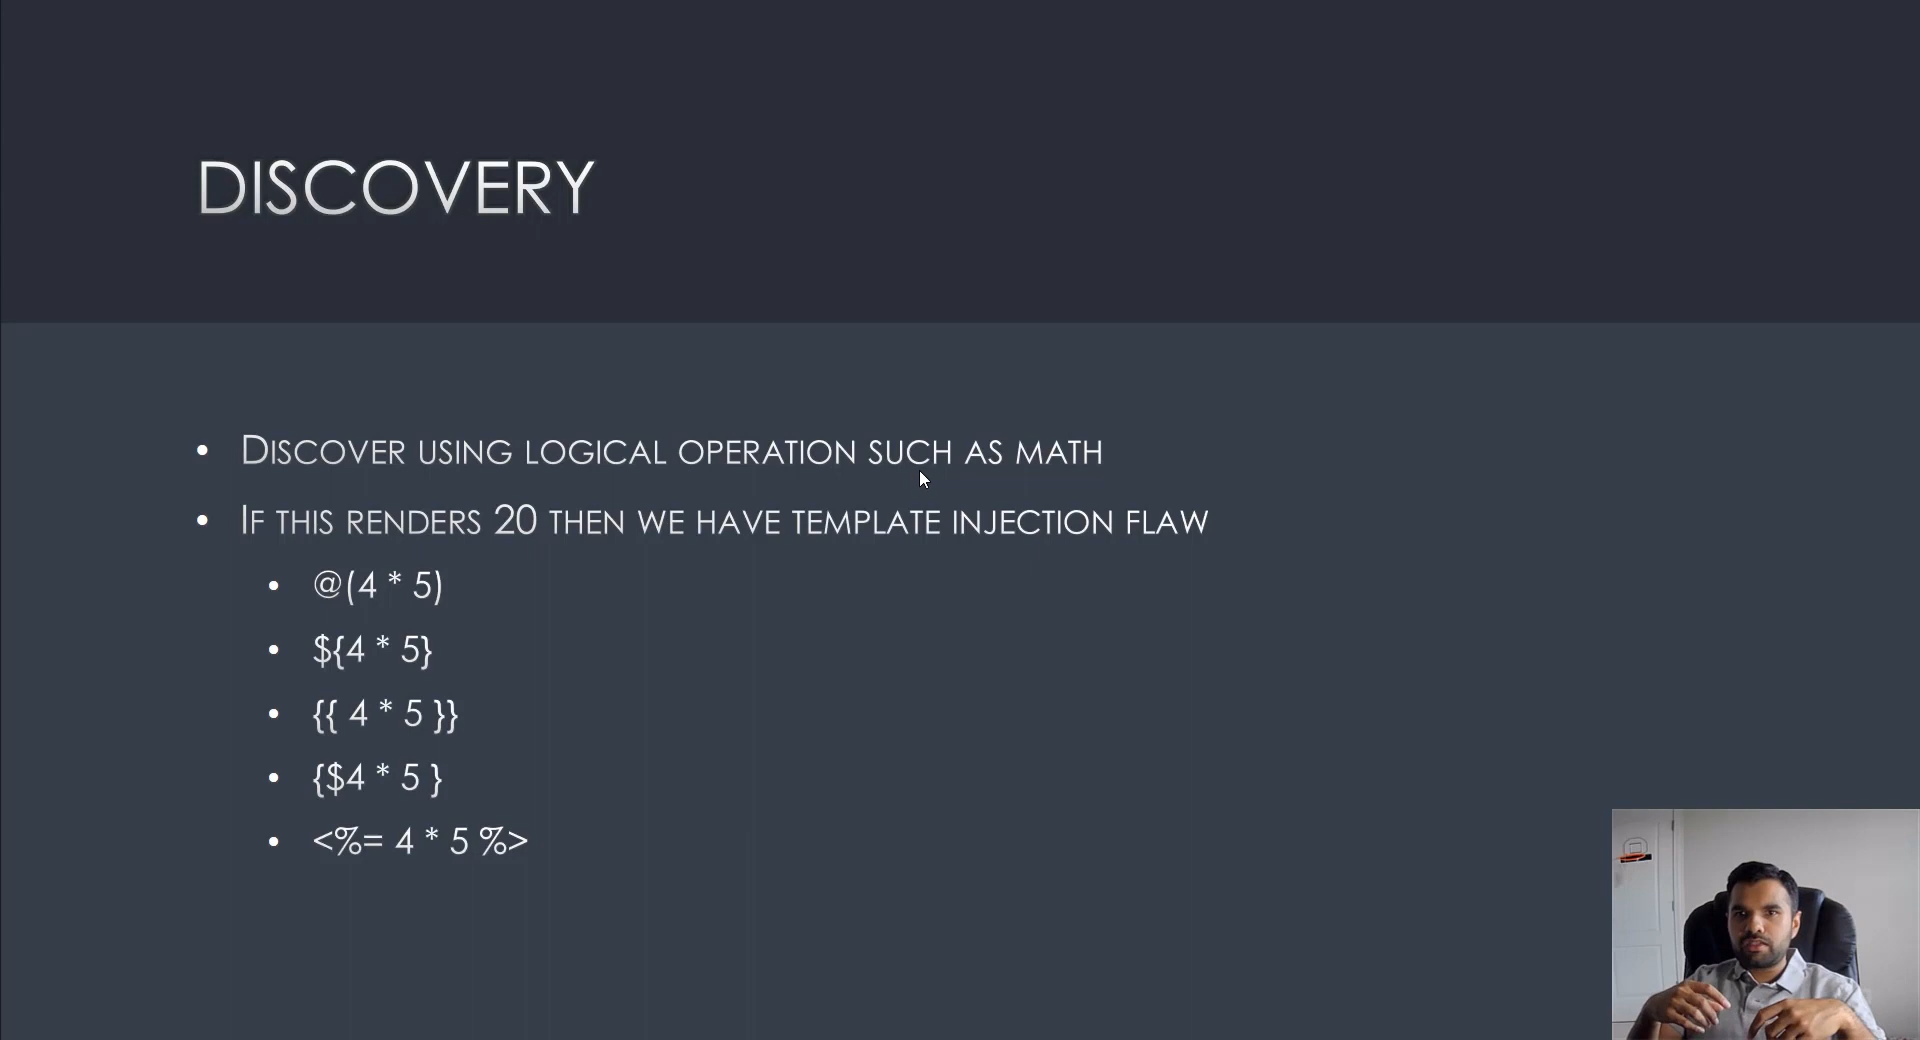 DISCOVERY
• DISCOVER USING LOGICAL OPERATION SUCH AS MATH
• IF THIS RENDERS 20 THEN WE HAVE TEMPLATE INJECTION FLAW
• @(4 * 5)
• ${4 * 5}
• {{ 4 * 5 }}
• {$4 * 5 }
• <%= 4 * 5 %>